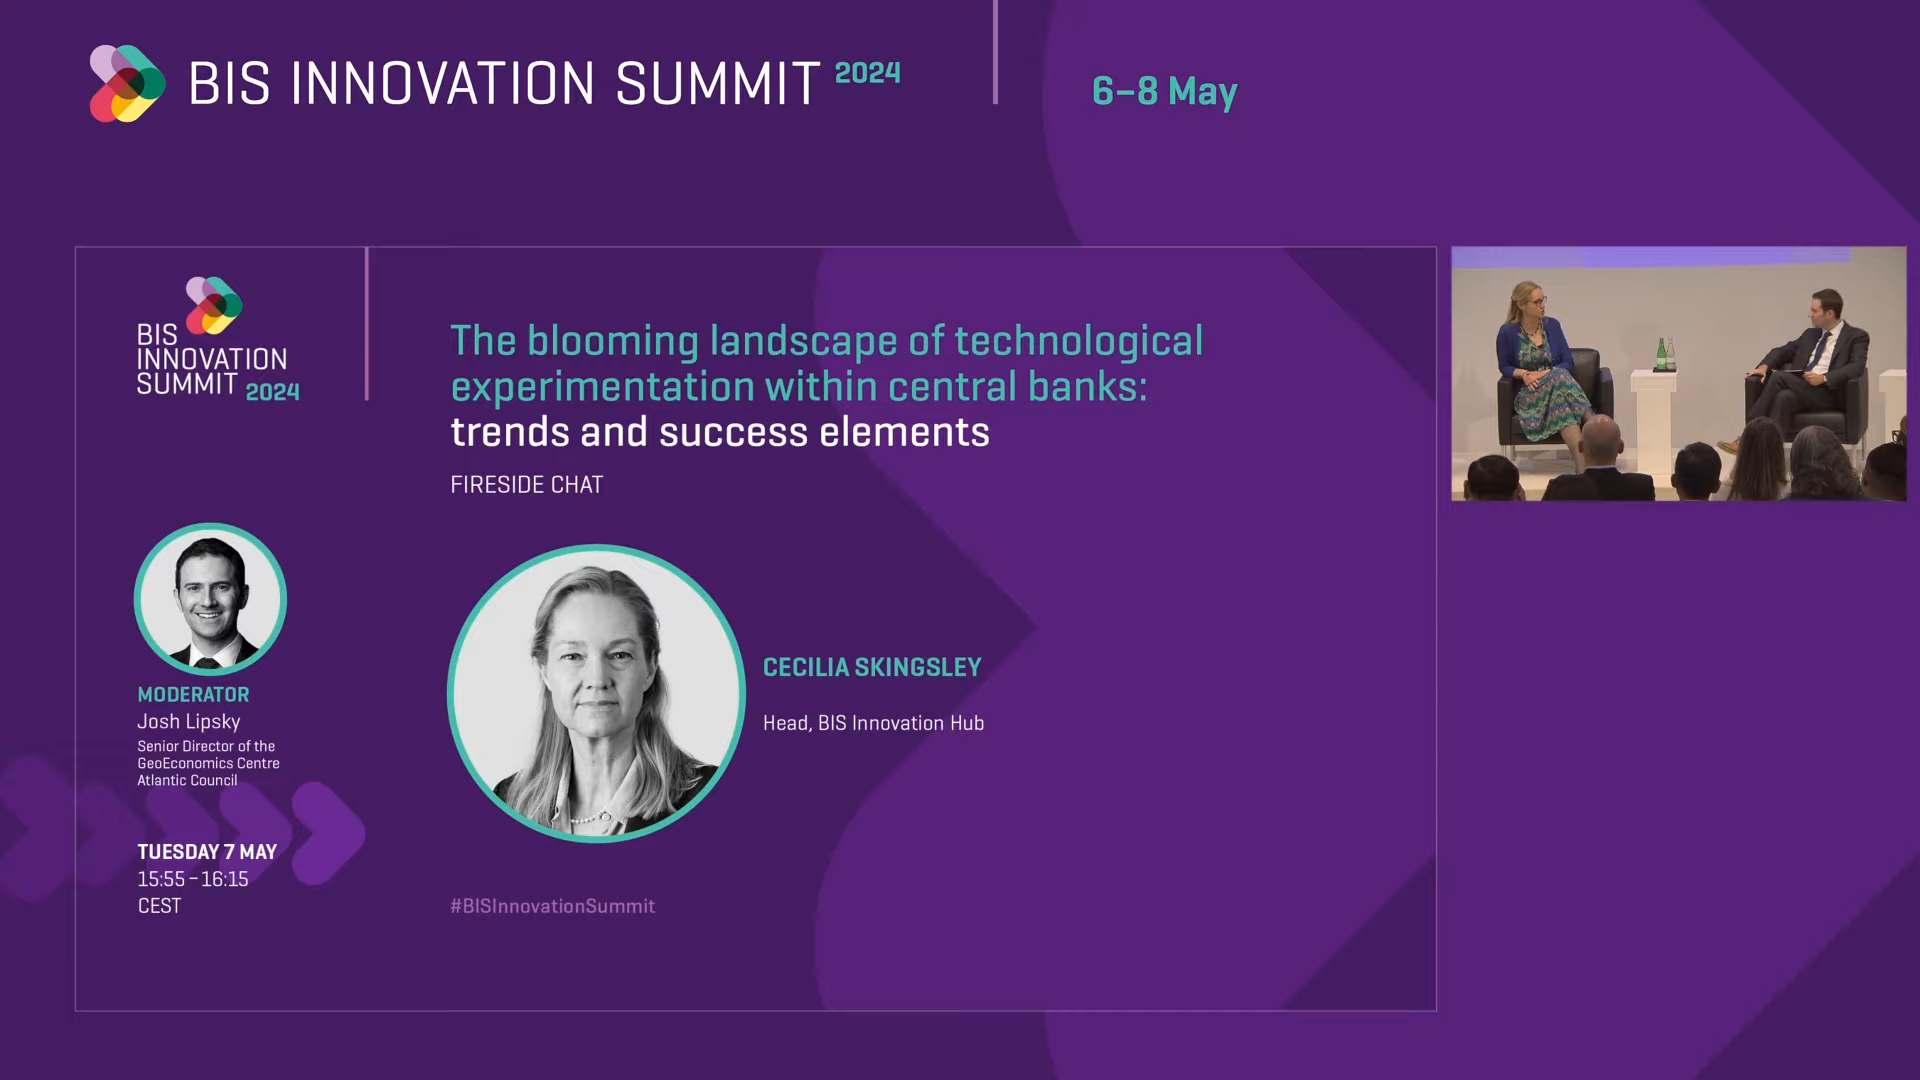 BIS INNOVATION SUMMIT 2024
6–8 May
BIS
INNOVATION
SUMMIT 2024
The blooming landscape of technological
experimentation within central banks:
trends and success elements
FIRESIDE CHAT
MODERATOR
Josh Lipsky
Senior Director of the
GeoEconomics Centre
Atlantic Council
CECILIA SKINGSLEY
Head, BIS Innovation Hub
TUESDAY 7 MAY
15:55 – 16:15
CEST
#BISInnovationSummit